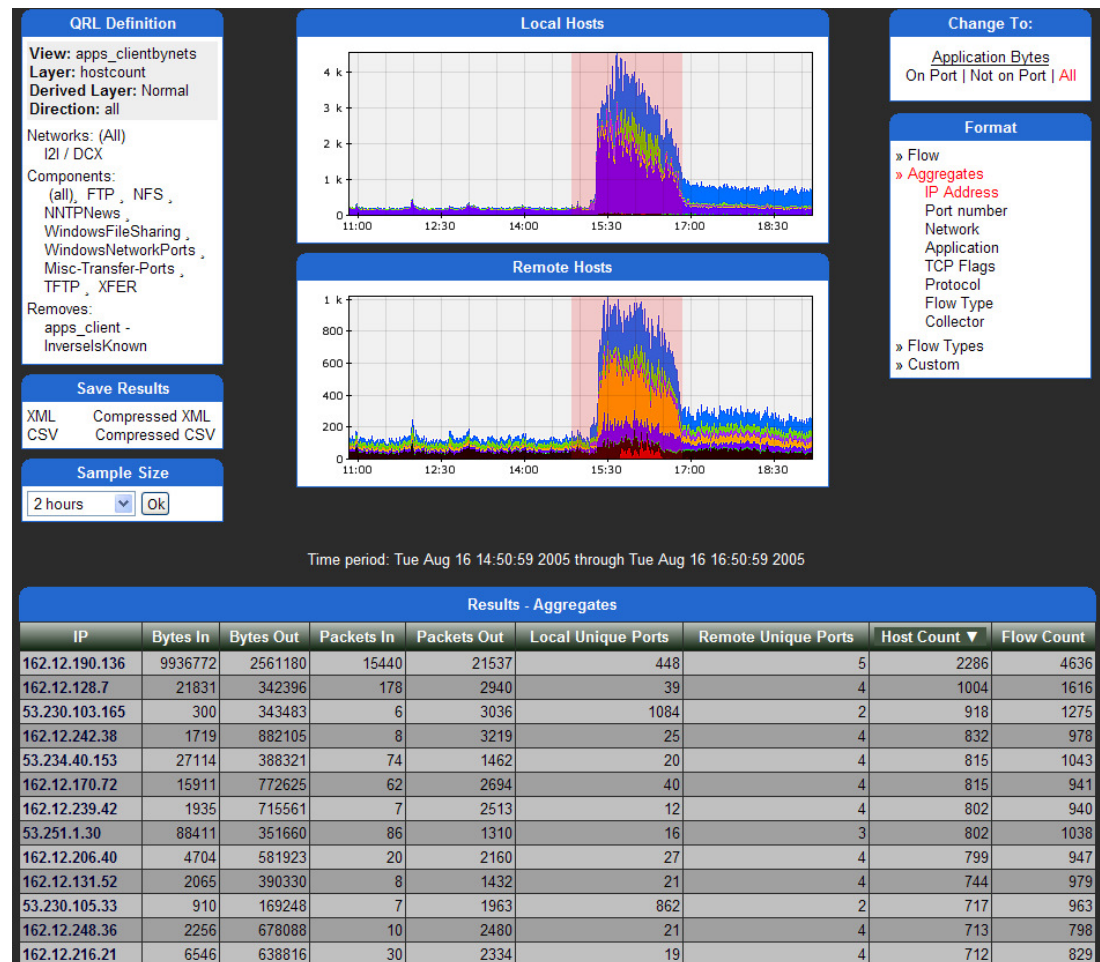 QRL Definition
View: apps_clientbynets
Layer: hostcount
Derived Layer: Normal
Direction: all
Networks: (All)
I2I / DCX
Components:
(all), FTP , NFS ,
NNTPNews ,
WindowsFileSharing ,
WindowsNetworkPorts ,
Misc-Transfer-Ports ,
TFTP , XFER
Removes:
apps_client -
InverseIsKnown
Save Results
XML Compressed XML
CSV Compressed CSV
Sample Size
2 hours Ok
Local Hosts
4 k
3 k
2 k
1 k
0
11:00 12:30 14:00 15:30 17:00 18:30
Remote Hosts
1 k
800
600
400
200
0
11:00 12:30 14:00 15:30 17:00 18:30
Change To:
Application Bytes
On Port | Not on Port | All
Format
» Flow
» Aggregates
IP Address
Port number
Network
Application
TCP Flags
Protocol
Flow Type
Collector
» Flow Types
» Custom
Time period: Tue Aug 16 14:50:59 2005 through Tue Aug 16 16:50:59 2005
Results - Aggregates
IP Bytes In Bytes Out Packets In Packets Out Local Unique Ports Remote Unique Ports Host Count ▼ Flow Count
162.12.190.136 9936772 2561180 15440 21537 448 5 2286 4636
162.12.128.7 21831 342396 178 2940 39 4 1004 1616
53.230.103.165 300 343483 6 3036 1084 2 918 1275
162.12.242.38 1719 882105 8 3219 25 4 832 978
53.234.40.153 27114 388321 74 1462 20 4 815 1043
162.12.170.72 15911 772625 62 2694 40 4 815 941
162.12.239.42 1935 715561 7 2513 12 4 802 940
53.251.1.30 88411 351660 86 1310 16 3 802 1038
162.12.206.40 4704 581923 20 2160 27 4 799 947
162.12.131.52 2065 390330 8 1432 21 4 744 979
53.230.105.33 910 169248 7 1963 862 2 717 963
162.12.248.36 2256 678088 10 2480 21 4 713 798
162.12.216.21 6546 638816 30 2334 19 4 712 829